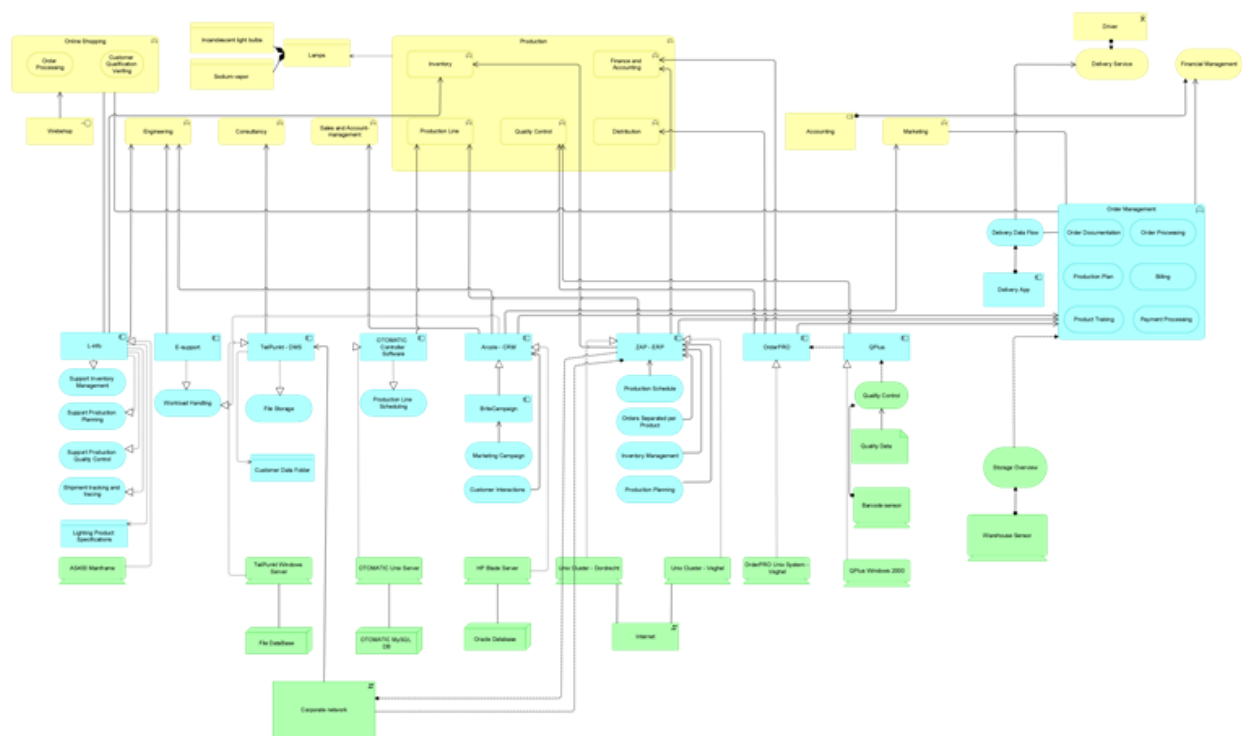 Online Shopping
Order
Processing
Customer
Qualification
Verifing
Webshop
Incandescent light bulbs
Sodium-vapor
Lamps
Production
Inventory
Finance and
Accounting
Production Line
Quality Control
Distribution
Engineering
Consultancy
Sales and Account-
management
Driver
Delivery Service
Financial Management
Accounting
Marketing
Order Management
Order Documentation
Order Processing
Production Plan
Billing
Product Training
Payment Processing
Delivery Data Flow
Delivery App
L-info
Support Inventory
Management
Support Production
Planning
Support Production
Quality Control
Shipment tracking and
tracing
Lighting Product
Specifications
AS400 Mainframe
E-support
Workload Handling
TailPunkt - DMS
File Storage
Customer Data Folder
TailPunkt Windows
Server
File DataBase
OTOMATIC
Controller
Software
Production Line
Scheduling
OTOMATIC Unix Server
OTOMATIC MySQL
DB
- CRM
BriteCampaign
Marketing Campaign
Customer Interactions
HP Blade Server
Oracle Database
ZAP - ERP
Production Schedule
Orders Separated per
Product
Inventory Management
Production Planning
Unix Cluster - Dordrecht
Unix Cluster - Veghel
Internet
OrderPRO
OrderPRO Unix System -
Veghel
QPlus
Quality Control
Quality Data
Barcode sensor
QPlus Windows 2000
Storage Overview
Warehouse Sensor
Corporate network